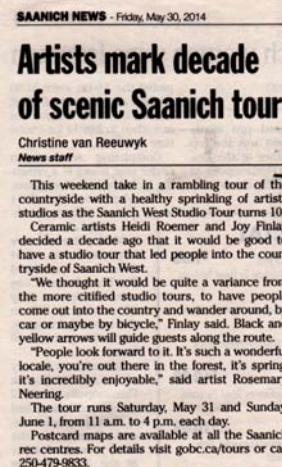 SAANICH NEWS - Friday, May 30, 2014
Artists mark decade
of scenic Saanich tour
Christine van Reeuwyk
News staff
This weekend take in a rambling tour of th
countryside with a healthy sprinkling of artist
studios as the Saanich West Studio Tour turns 10
Ceramic artists Heidi Roemer and Joy Finla
decided a decade ago that it would be good t
have a studio tour that led people into the coun
tryside of Saanich West.
"We thought it would be quite a variance from
the more citified studio tours, to have peopl
come out into the country and wander around, b
car or maybe by bicycle," Finlay said. Black an
yellow arrows will guide guests along the route.
"People look forward to it. It's such a wonderfu
locale, you're out there in the forest, it's spring
it's incredibly enjoyable," said artist Rosemar
Neering.
The tour runs Saturday, May 31 and Sunday
June 1, from 11 a.m. to 4 p.m. each day.
Postcard maps are available at all the Saanic
rec centres. For details visit gobc.ca/tours or ca
250-479-9833.